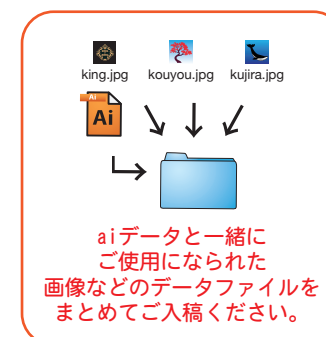 king.jpg kouyou.jpg kujira.jpg
Ai
Ai
aiデータと一緒に
ご使用になられた
画像などのデータファイルを
まとめてご入稿ください。